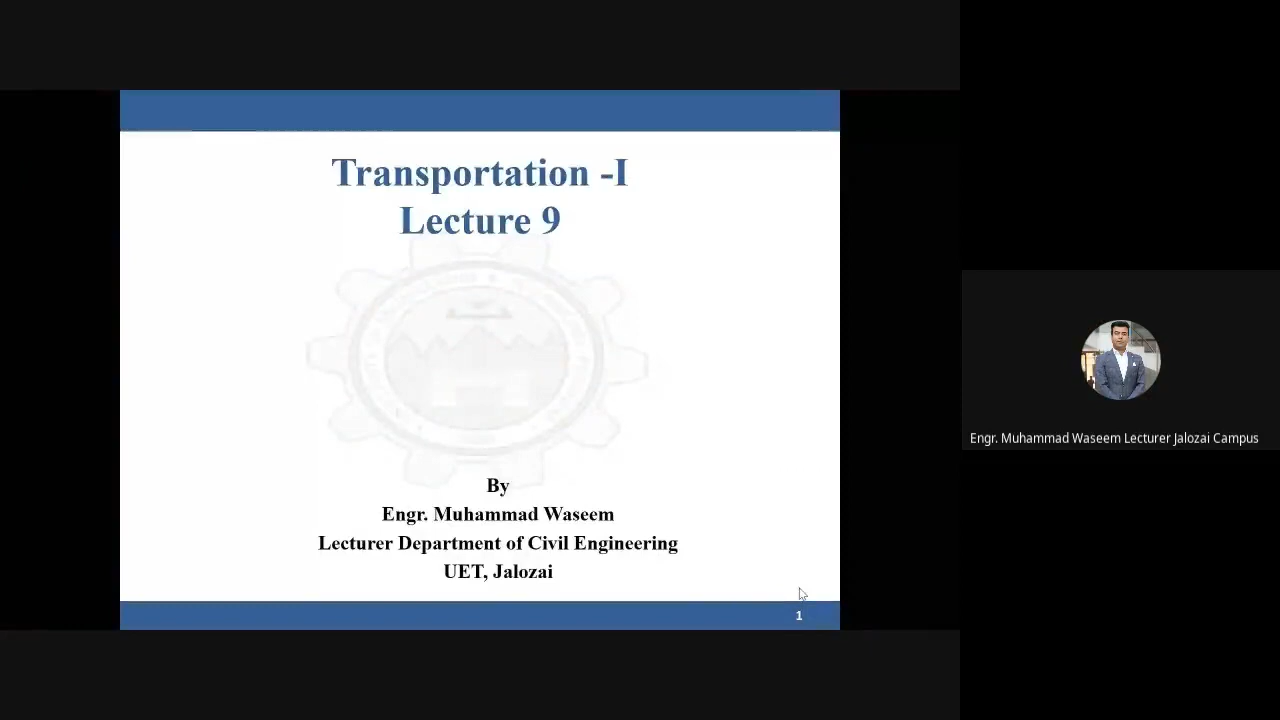 Transportation -I
Lecture 9
By
Engr. Muhammad Waseem
Lecturer Department of Civil Engineering
UET, Jalozai
1
Engr. Muhammad Waseem Lecturer Jalozai Campus